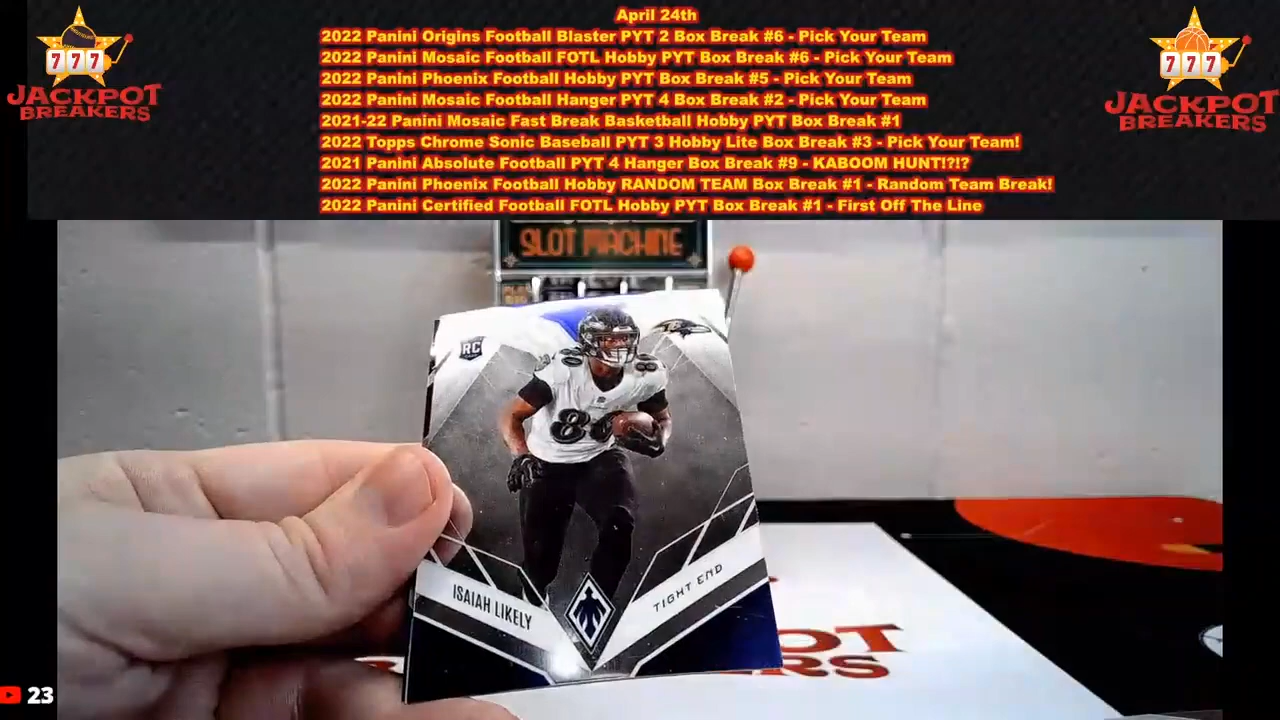 April 24th
2022 Panini Origins Football Blaster PYT 2 Box Break #6 - Pick Your Team
2022 Panini Mosaic Football FOTL Hobby PYT Box Break #6 - Pick Your Team
2022 Panini Phoenix Football Hobby PYT Box Break #5 - Pick Your Team
2022 Panini Mosaic Football Hanger PYT 4 Box Break #2 - Pick Your Team
2021-22 Panini Mosaic Fast Break Basketball Hobby PYT Box Break #1
2022 Topps Chrome Sonic Baseball PYT 3 Hobby Lite Box Break #3 - Pick Your Team!
2021 Panini Absolute Football PYT 4 Hanger Box Break #9 - KABOOM HUNT!?!?
2022 Panini Phoenix Football Hobby RANDOM TEAM Box Break #1 - Random Team Break!
2022 Panini Certified Football FOTL Hobby PYT Box Break #1 - First Off The Line
777
JACKPOT
BREAKERS
777
JACKPOT
BREAKERS
SLOT MACHINE
RC
80
80
ISAIAH LIKELY
TIGHT END
POT
ERS
23